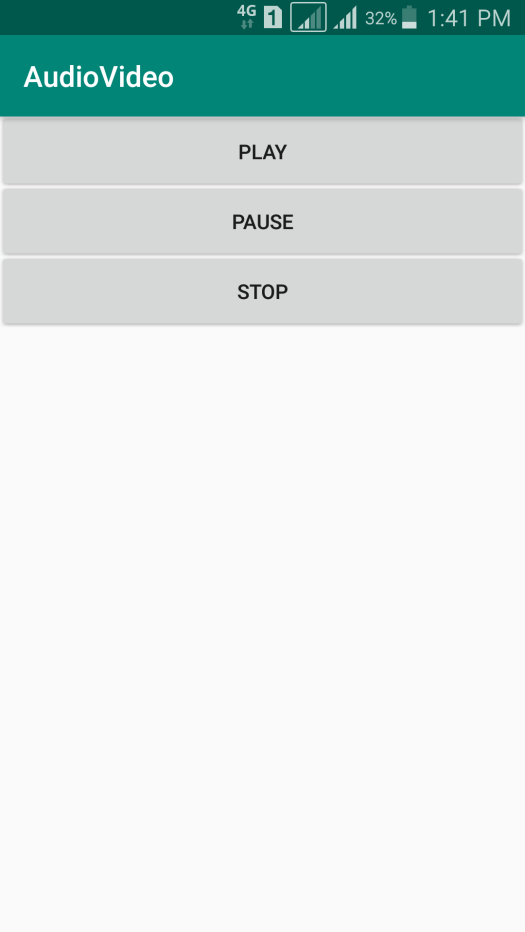 4G 1 32% 1:41 PM
AudioVideo
PLAY
PAUSE
STOP